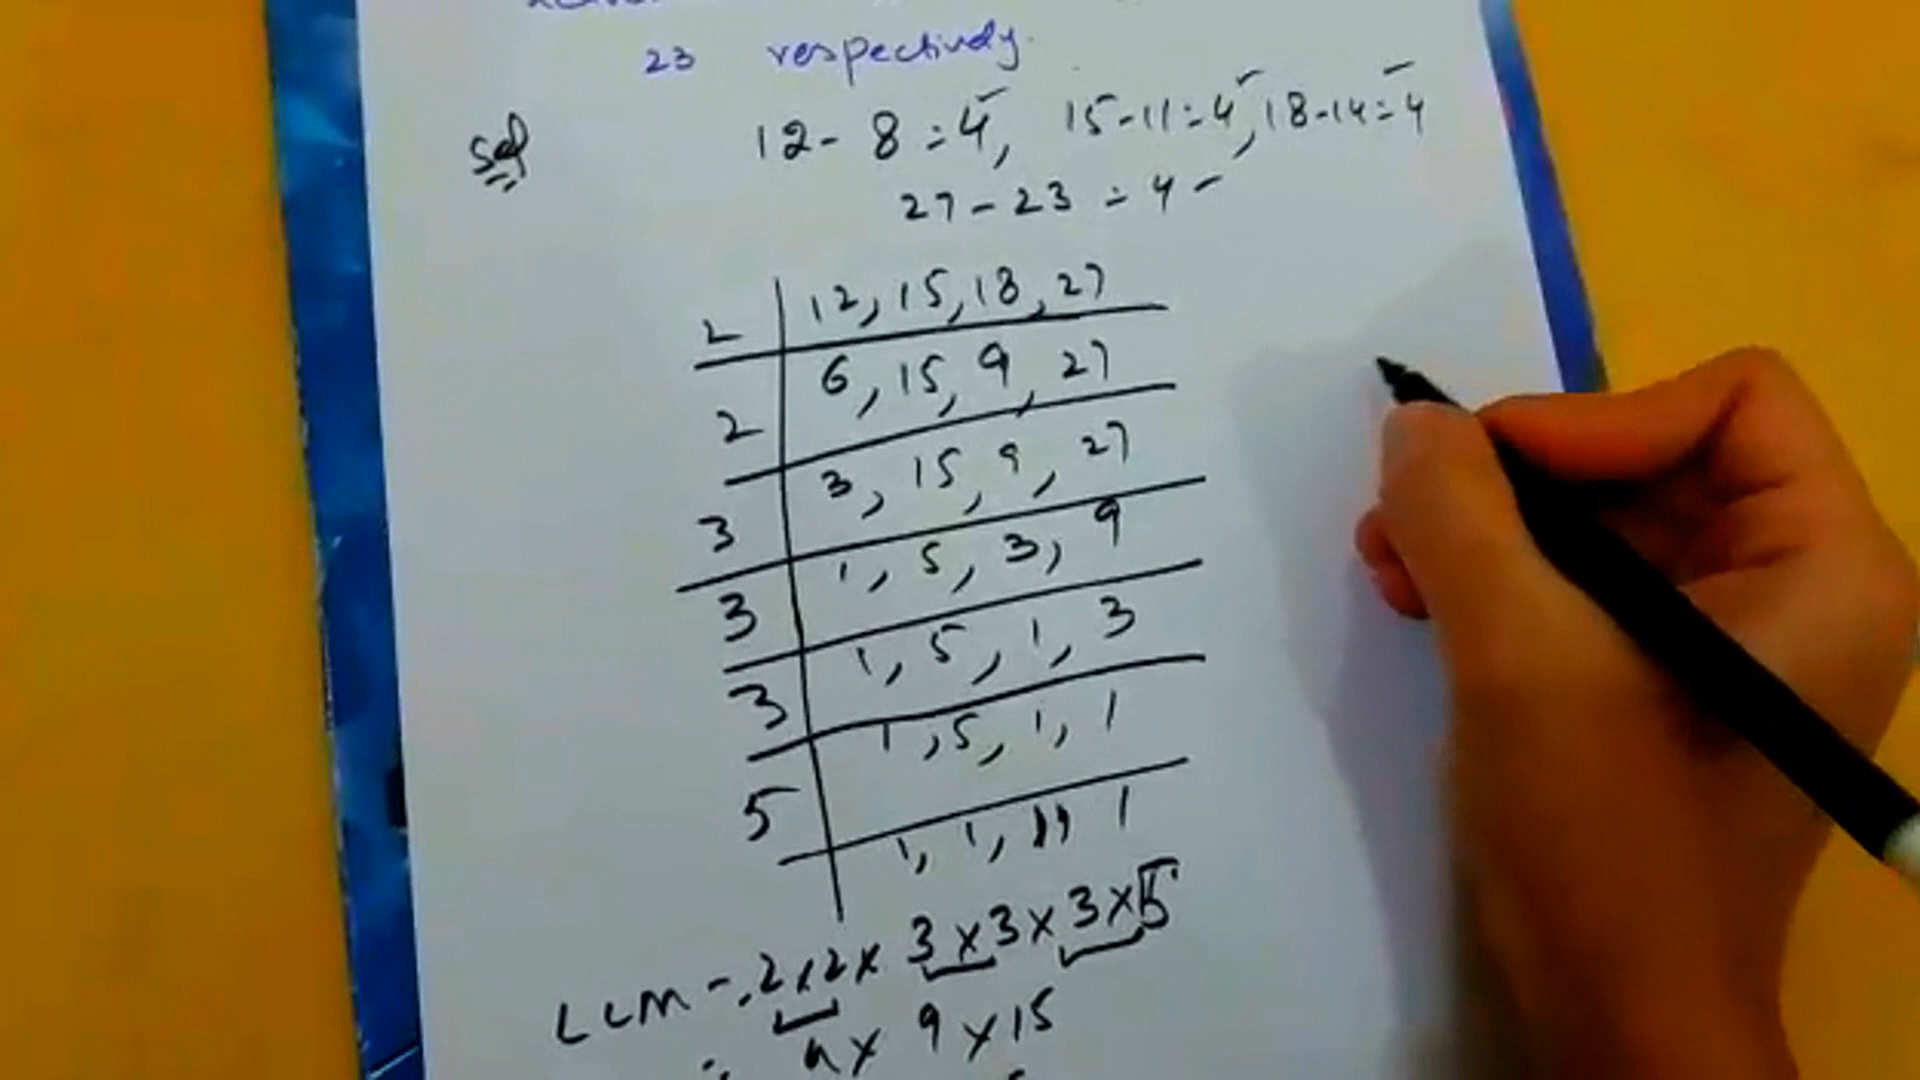 23 respectively.
Sol
12 - 8 = 4, 15 - 11 = 4, 18 - 14 = 4
27 - 23 = 4
2 | 12, 15, 18, 27
2 | 6, 15, 9, 27
3 | 3, 15, 9, 27
3 | 1, 5, 3, 9
3 | 1, 5, 1, 3
5 | 1, 5, 1, 1
1, 1, 1, 1
LCM = 2 x 2 x 3 x 3 x 3 x 5
4 x 9 x 15